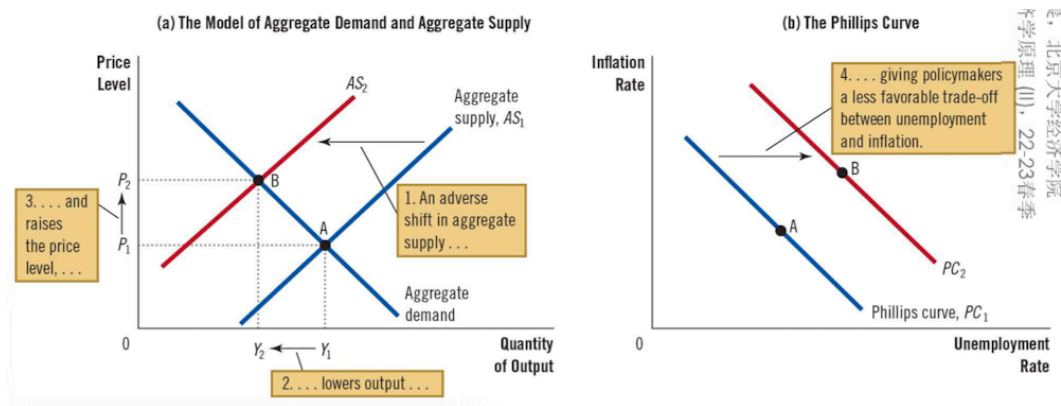 (a) The Model of Aggregate Demand and Aggregate Supply
Price
Level
AS2
Aggregate
supply, AS1
P2
B
3. . . . and
raises
the price
level, . . .
P1
1. An adverse
shift in aggregate
supply . . .
A
Aggregate
demand
0
Y2
Y1
Quantity
of Output
2. . . . lowers output . . .
(b) The Phillips Curve
Inflation
Rate
4. . . . giving policymakers
a less favorable trade-off
between unemployment
and inflation.
B
A
PC2
Phillips curve, PC1
0
Unemployment
Rate
北京大学经济学院
学原理 (II), 22-23春季